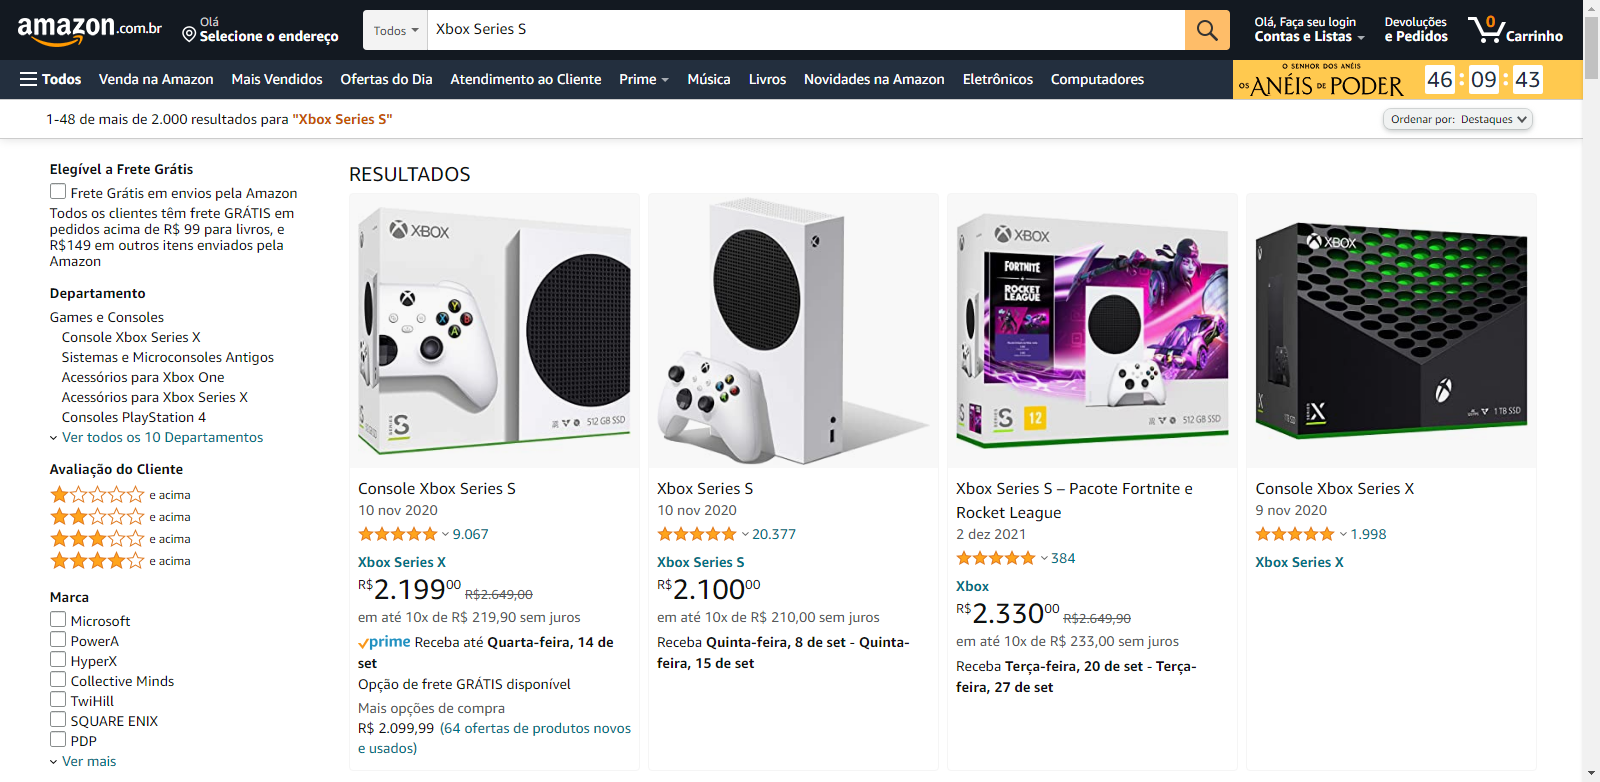 amazon.com.br
Olá
Selecione o endereço
Todos
Xbox Series S
Olá, Faça seu login
Contas e Listas
Devoluções
e Pedidos
0
Carrinho
Todos
Venda na Amazon
Mais Vendidos
Ofertas do Dia
Atendimento ao Cliente
Prime
Música
Livros
Novidades na Amazon
Eletrônicos
Computadores
O SENHOR DOS ANÉIS
OS ANÉIS DE PODER
46 : 09 : 43
1-48 de mais de 2.000 resultados para "Xbox Series S"
Ordenar por: Destaques
Elegível a Frete Grátis
Frete Grátis em envios pela Amazon
Todos os clientes têm frete GRÁTIS em
pedidos acima de R$ 99 para livros, e
R$149 em outros itens enviados pela
Amazon
Departamento
Games e Consoles
Console Xbox Series X
Sistemas e Microconsoles Antigos
Acessórios para Xbox One
Acessórios para Xbox Series X
Consoles PlayStation 4
Ver todos os 10 Departamentos
Avaliação do Cliente
e acima
e acima
e acima
e acima
Marca
Microsoft
PowerA
HyperX
Collective Minds
TwiHill
SQUARE ENIX
PDP
Ver mais
RESULTADOS
XBOX
Y
X
B
A
SERIES
S
512 GB SSD
Console Xbox Series S
10 nov 2020
9.067
Xbox Series X
R$2.19900 R$2.649,00
em até 10x de R$ 219,90 sem juros
prime Receba até Quarta-feira, 14 de
set
Opção de frete GRÁTIS disponível
Mais opções de compra
R$ 2.099,99 (64 ofertas de produtos novos
e usados)
Xbox Series S
10 nov 2020
20.377
Xbox Series S
R$2.10000
em até 10x de R$ 210,00 sem juros
Receba Quinta-feira, 8 de set - Quinta-
feira, 15 de set
XBOX
FORTNITE
ROCKET
LEAGUE
SERIES
S
12
512 GB SSD
Xbox Series S – Pacote Fortnite e
Rocket League
2 dez 2021
384
Xbox
R$2.33000 R$2.649,90
em até 10x de R$ 233,00 sem juros
Receba Terça-feira, 20 de set - Terça-
feira, 27 de set
XBOX
SERIES
X
1 TB SSD
Console Xbox Series X
9 nov 2020
1.998
Xbox Series X